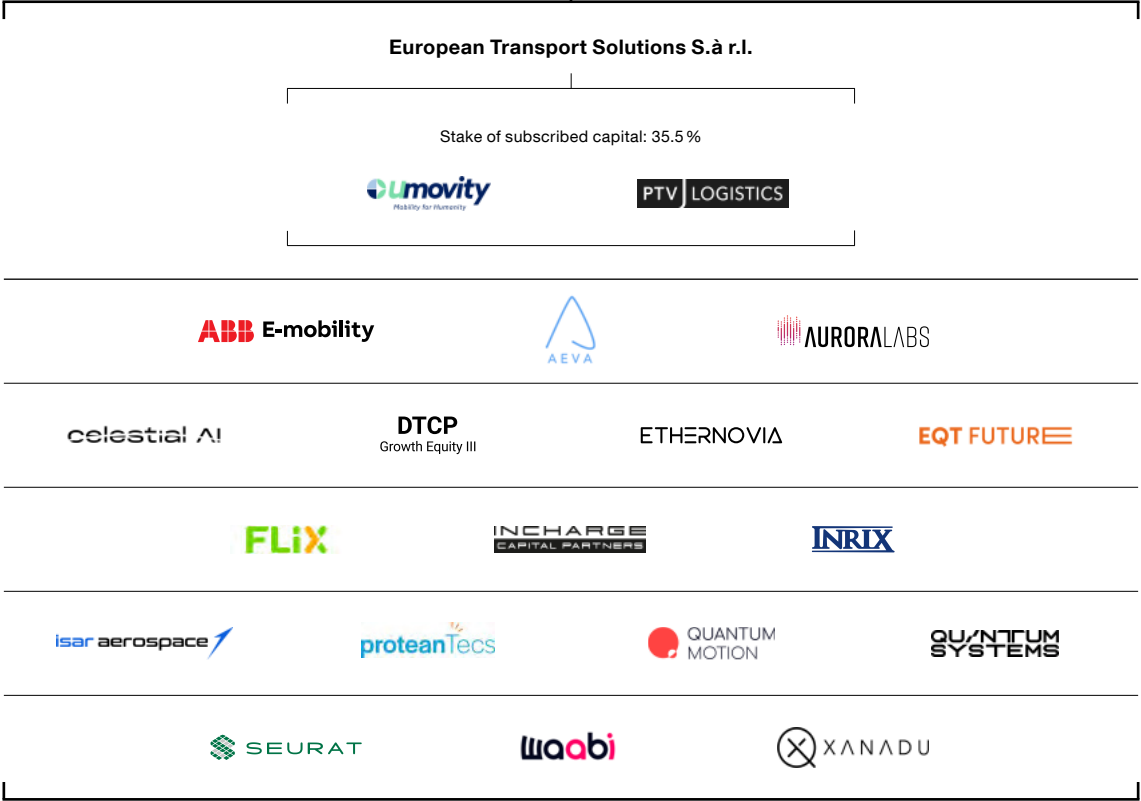 European Transport Solutions S.à r.l.
Stake of subscribed capital: 35.5 %
umovity
Mobility for Humanity
PTV LOGISTICS
ABB E-mobility
AEVA
AURORALABS
celestial AI
DTCP
Growth Equity III
ETHERNOVIA
EQT FUTURE
FLiX
INCHARGE
CAPITAL PARTNERS
INRIX
isar aerospace
proteanTecs
QUANTUM
MOTION
QUANTUM
SYSTEMS
SEURAT
waabi
XANADU